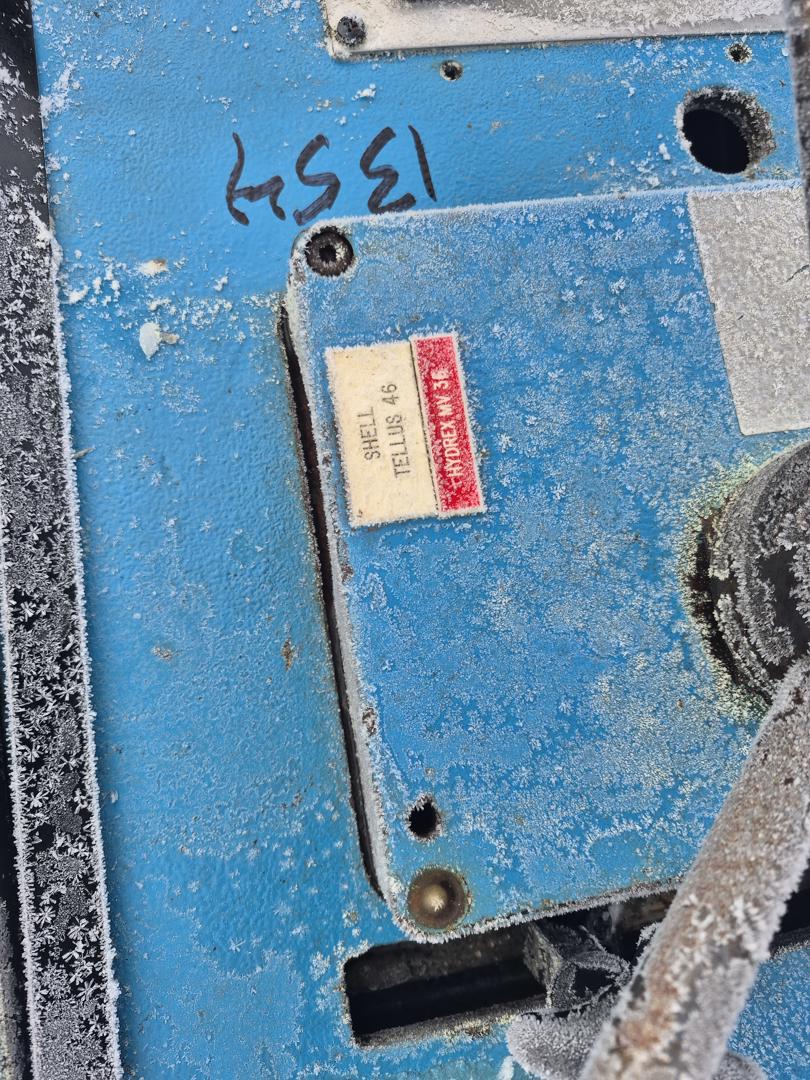 1354
SHELL
TELLUS 46
HYDREX MV 36